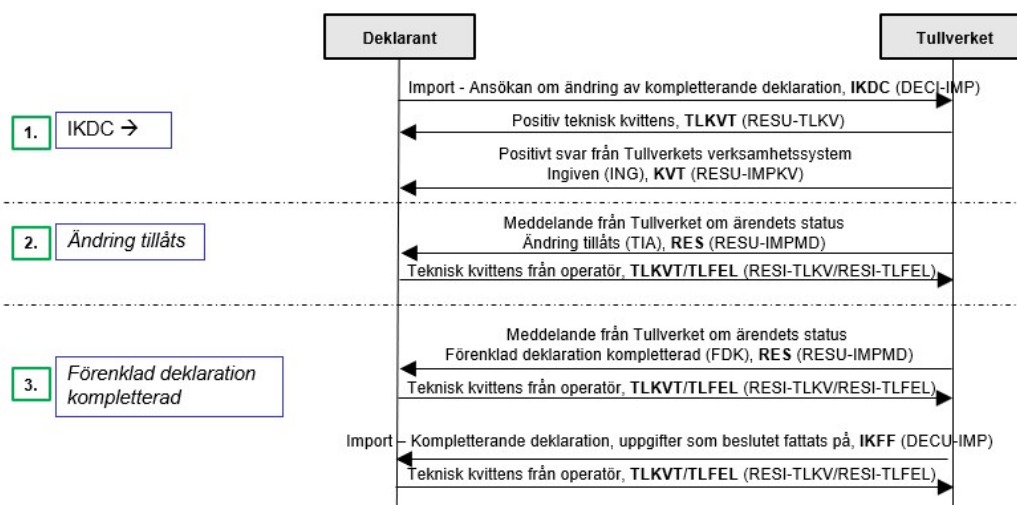 Deklarant
Tullverket
Import - Ansökan om ändring av kompletterande deklaration, IKDC (DECI-IMP)
1.
IKDC →
Positiv teknisk kvittens, TLKVT (RESU-TLKV)
Positivt svar från Tullverkets verksamhetssystem
Ingiven (ING), KVT (RESU-IMPKV)
2.
Ändring tillåts
Meddelande från Tullverket om ärendets status
Ändring tillåts (TIA), RES (RESU-IMPMD)
Teknisk kvittens från operatör, TLKVT/TLFEL (RESI-TLKV/RESI-TLFEL)
3.
Förenklad deklaration
kompletterad
Meddelande från Tullverket om ärendets status
Förenklad deklaration kompletterad (FDK), RES (RESU-IMPMD)
Teknisk kvittens från operatör, TLKVT/TLFEL (RESI-TLKV/RESI-TLFEL)
Import – Kompletterande deklaration, uppgifter som beslutet fattats på, IKFF (DECU-IMP)
Teknisk kvittens från operatör, TLKVT/TLFEL (RESI-TLKV/RESI-TLFEL)